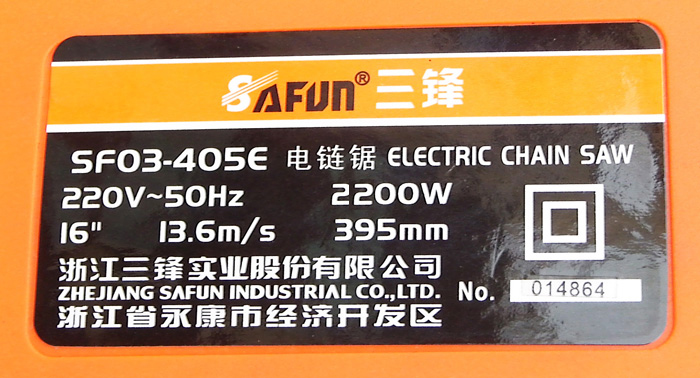 SAFUN® 三锋
SF03-405E 电链锯 ELECTRIC CHAIN SAW
220V~50Hz 2200W
16" 13.6m/s 395mm
浙江三锋实业股份有限公司
ZHEJIANG SAFUN INDUSTRIAL CO.,LTD. No. 014864
浙江省永康市经济开发区